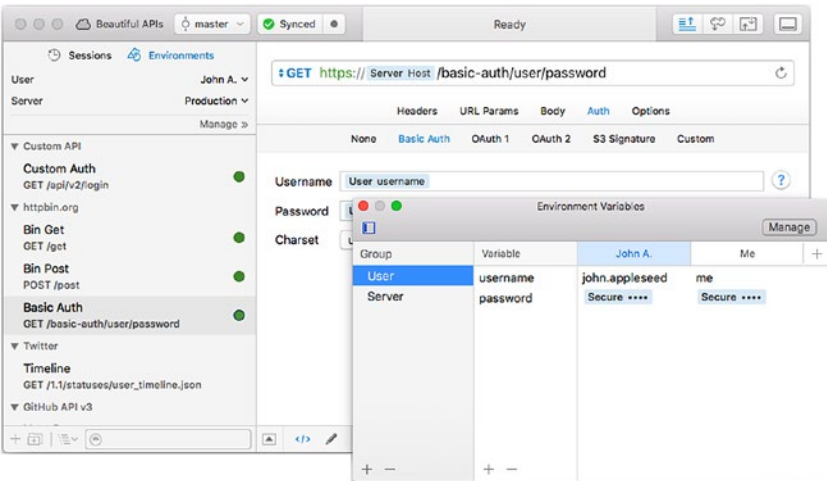 Beautiful APIs master Synced Ready
Sessions Environments
User John A.
Server Production
Manage »
Custom API
Custom Auth
GET /api/v2/login
httpbin.org
Bin Get
GET /get
Bin Post
POST /post
Basic Auth
GET /basic-auth/user/password
Twitter
Timeline
GET /1.1/statuses/user_timeline.json
GitHub API v3
GET https:// Server Host /basic-auth/user/password
Headers URL Params Body Auth Options
None Basic Auth OAuth 1 OAuth 2 S3 Signature Custom
Username User username ?
Password
Charset
</>
Environment Variables
Manage
Group Variable John A. Me +
User username john.appleseed me
Server password Secure •••• Secure ••••
+ − + −